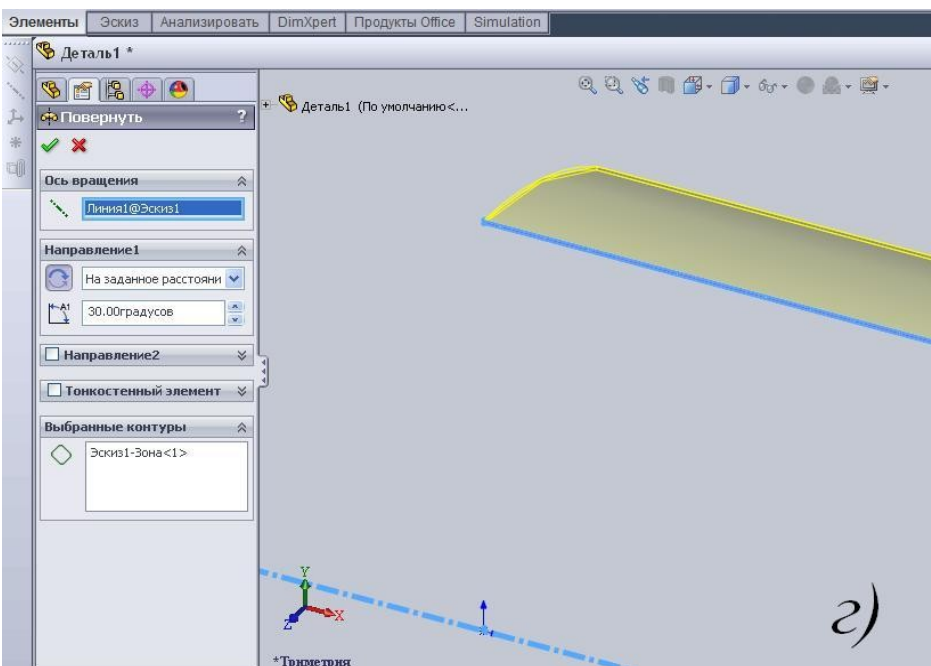 Элементы Эскиз Анализировать DimXpert Продукты Office Simulation
Деталь1 *
Повернуть ?
Деталь1 (По умолчанию<...
Ось вращения
Линия1@Эскиз1
Направление1
На заданное расстояни
A1
30.00градусов
Направление2
Тонкостенный элемент
Выбранные контуры
Эскиз1-Зона<1>
Y
X
Z
*Триметрия
г)